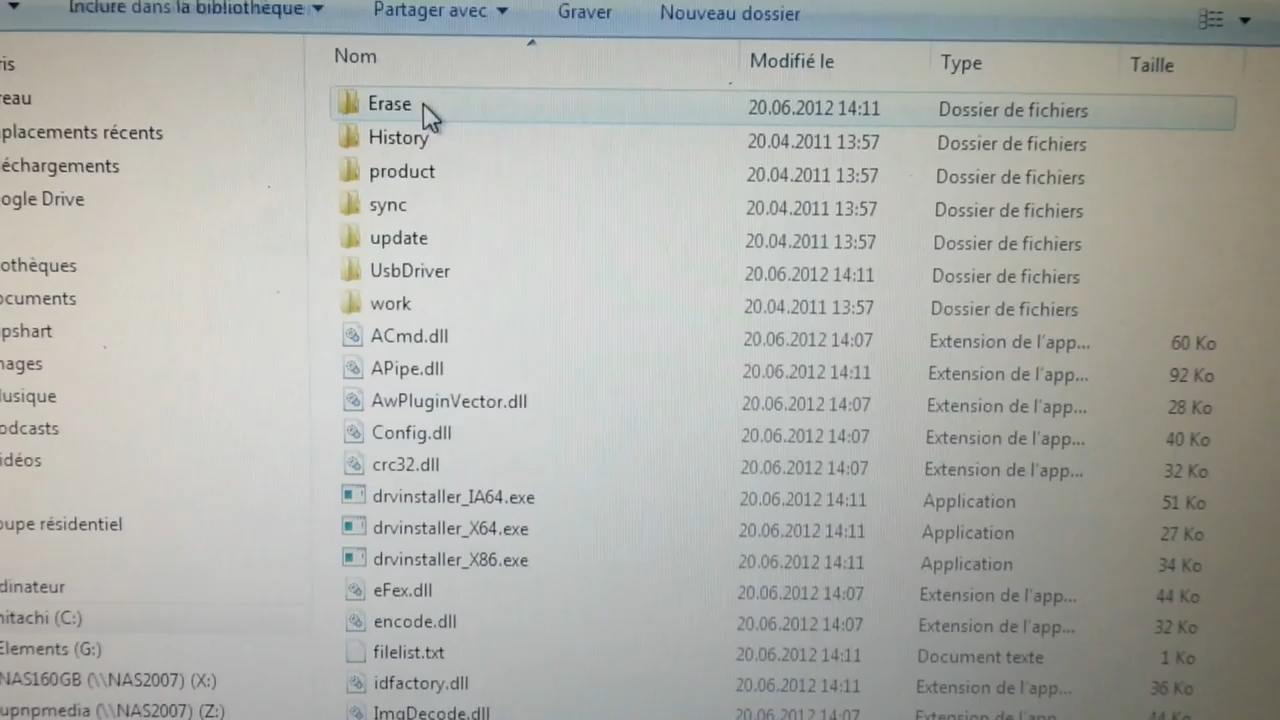 Inclure dans la bibliothèque Partager avec Graver Nouveau dossier
Nom Modifié le Type Taille
Erase 20.06.2012 14:11 Dossier de fichiers
History 20.04.2011 13:57 Dossier de fichiers
product 20.04.2011 13:57 Dossier de fichiers
sync 20.04.2011 13:57 Dossier de fichiers
update 20.04.2011 13:57 Dossier de fichiers
UsbDriver 20.06.2012 14:11 Dossier de fichiers
work 20.04.2011 13:57 Dossier de fichiers
ACmd.dll 20.06.2012 14:07 Extension de l'app... 60 Ko
APipe.dll 20.06.2012 14:11 Extension de l'app... 92 Ko
AwPluginVector.dll 20.06.2012 14:07 Extension de l'app... 28 Ko
Config.dll 20.06.2012 14:07 Extension de l'app... 40 Ko
crc32.dll 20.06.2012 14:07 Extension de l'app... 32 Ko
drvinstaller_IA64.exe 20.06.2012 14:11 Application 51 Ko
drvinstaller_X64.exe 20.06.2012 14:11 Application 27 Ko
drvinstaller_X86.exe 20.06.2012 14:11 Application 34 Ko
eFex.dll 20.06.2012 14:07 Extension de l'app... 44 Ko
encode.dll 20.06.2012 14:07 Extension de l'app... 32 Ko
filelist.txt 20.06.2012 14:11 Document texte 1 Ko
idfactory.dll 20.06.2012 14:11 Extension de l'app... 36 Ko
ImgDecode.dll 20.06.2012 14:07 Extension de l'app... 44 Ko
ris
reau
placements récents
échargements
ogle Drive
othèques
ocuments
pshart
nages
usique
odcasts
idéos
oupe résidentiel
dinateur
hitachi (C:)
Elements (G:)
NAS160GB (\\NAS2007) (X:)
upnpmedia (\\NAS2007) (Z:)